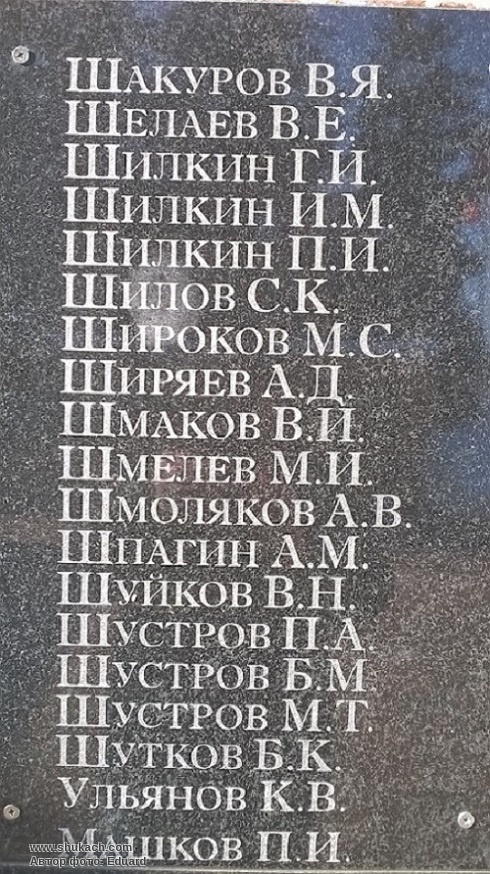 ШАКУРОВ В.Я.
ШЕЛАЕВ В.Е.
ШИЛКИН Г.И.
ШИЛКИН И.М.
ШИЛКИН П.И.
ШИЛОВ С.К.
ШИРОКОВ М.С.
ШИРЯЕВ А.Д.
ШМАКОВ В.И.
ШМЕЛЕВ М.И.
ШМОЛЯКОВ А.В.
ШПАГИН А.М.
ШУЙКОВ В.Н.
ШУСТРОВ П.А.
ШУСТРОВ Б.М.
ШУСТРОВ М.Т.
ШУТКОВ Б.К.
УЛЬЯНОВ К.В.
МАШКОВ П.И.
www.shukach.com
Автор фото: Eduard